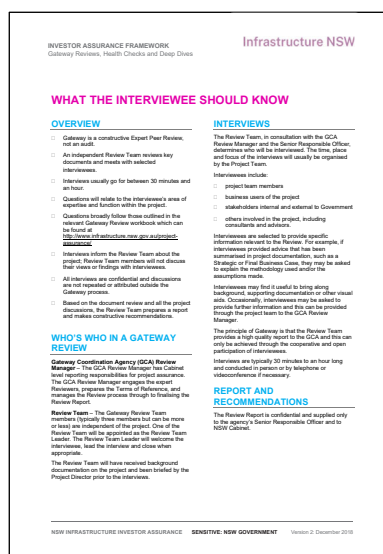 INVESTOR ASSURANCE FRAMEWORK
Gateway Reviews, Health Checks and Deep Dives
Infrastructure NSW
WHAT THE INTERVIEWEE SHOULD KNOW
OVERVIEW
Gateway is a constructive Expert Peer Review,
not an audit.
An independent Review Team reviews key
documents and meets with selected
interviewees.
Interviews usually go for between 30 minutes and
an hour.
Questions will relate to the interviewee's area of
expertise and function within the project.
Questions broadly follow those outlined in the
relevant Gateway Review workbook which can
be found at
http://www.infrastructure.nsw.gov.au/project-
assurance/
Interviews inform the Review Team about the
project; Review Team members will not discuss
their views or findings with interviewees.
All interviews are confidential and discussions
are not repeated or attributed outside the
Gateway process.
Based on the document review and all the project
discussions, the Review Team prepares a report
and makes constructive recommendations.
WHO'S WHO IN A GATEWAY
REVIEW
Gateway Coordination Agency (GCA) Review
Manager – The GCA Review Manager has Cabinet
level reporting responsibilities for project assurance.
The GCA Review Manager engages the expert
Reviewers, prepares the Terms of Reference, and
manages the Review process through to finalising the
Review Report.
Review Team – The Gateway Review Team
members (typically three members but can be more
or less) are independent of the project. One of the
Review Team will be appointed as the Review Team
Leader. The Review Team Leader will welcome the
interviewee, lead the interview and close when
appropriate.
The Review Team will have received background
documentation on the project and been briefed by the
Project Director prior to the interviews.
INTERVIEWS
The Review Team, in consultation with the GCA
Review Manager and the Senior Responsible Officer,
determines who will be interviewed. The time, place
and focus of the interviews will usually be organised
by the Project Team.
Interviewees include:
project team members
business users of the project
stakeholders internal and external to Government
others involved in the project, including
consultants and advisors.
Interviewees are selected to provide specific
information relevant to the Review. For example, if
interviewees provided advice that has been
summarised in project documentation, such as a
Strategic or Final Business Case, they may be asked
to explain the methodology used and/or the
assumptions made.
Interviewees may find it useful to bring along
background, supporting documentation or other visual
aids. Occasionally, interviewees may be asked to
provide further information and this can be provided
through the project team to the GCA Review
Manager.
The principle of Gateway is that the Review Team
provides a high quality report to the GCA and this can
only be achieved through the cooperative and open
participation of interviewees.
Interviews are typically 30 minutes to an hour long
and conducted in person or by telephone or
videoconference if necessary.
REPORT AND
RECOMMENDATIONS
The Review Report is confidential and supplied only
to the agency's Senior Responsible Officer and to
NSW Cabinet.
NSW INFRASTRUCTURE INVESTOR ASSURANCE SENSITIVE: NSW GOVERNMENT Version 2: December 2018